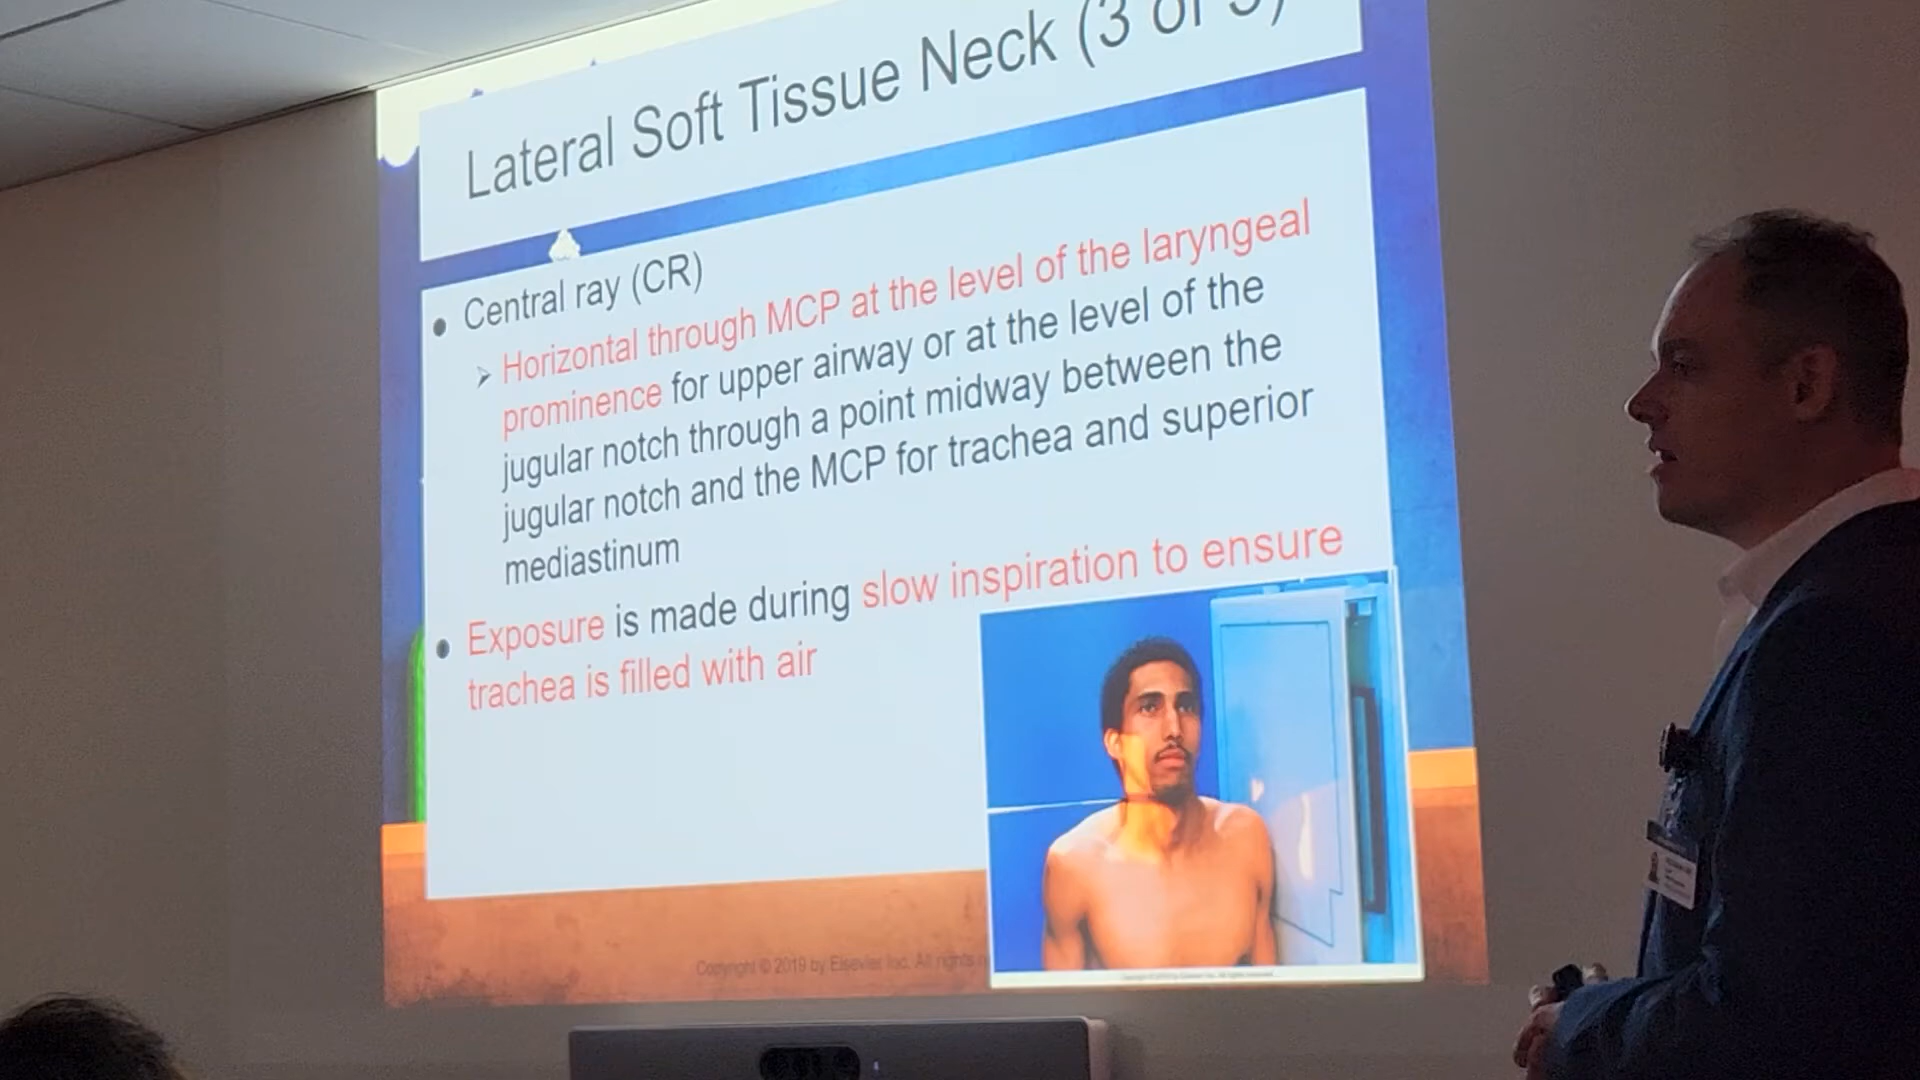 Lateral Soft Tissue Neck (3 of 3)
Central ray (CR)
Horizontal through MCP at the level of the laryngeal
prominence for upper airway or at the level of the
jugular notch through a point midway between the
jugular notch and the MCP for trachea and superior
mediastinum
Exposure is made during slow inspiration to ensure
trachea is filled with air
Copyright © 2019 by Elsevier Inc. All rights